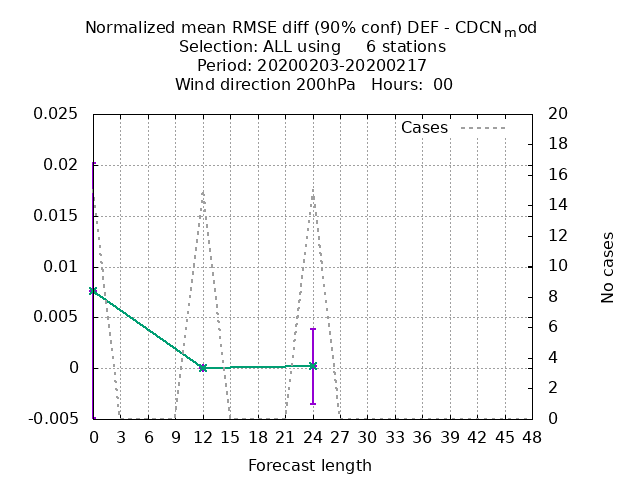 Normalized mean RMSE diff (90% conf) DEF - CDCNmod
Selection: ALL using     6 stations
Period: 20200203-20200217
Wind direction 200hPa   Hours:  00
Cases
0.025
0.02
0.015
0.01
0.005
0
-0.005
20
18
16
14
12
10
8
6
4
2
0
No cases
0 3 6 9 12 15 18 21 24 27 30 33 36 39 42 45 48
Forecast length